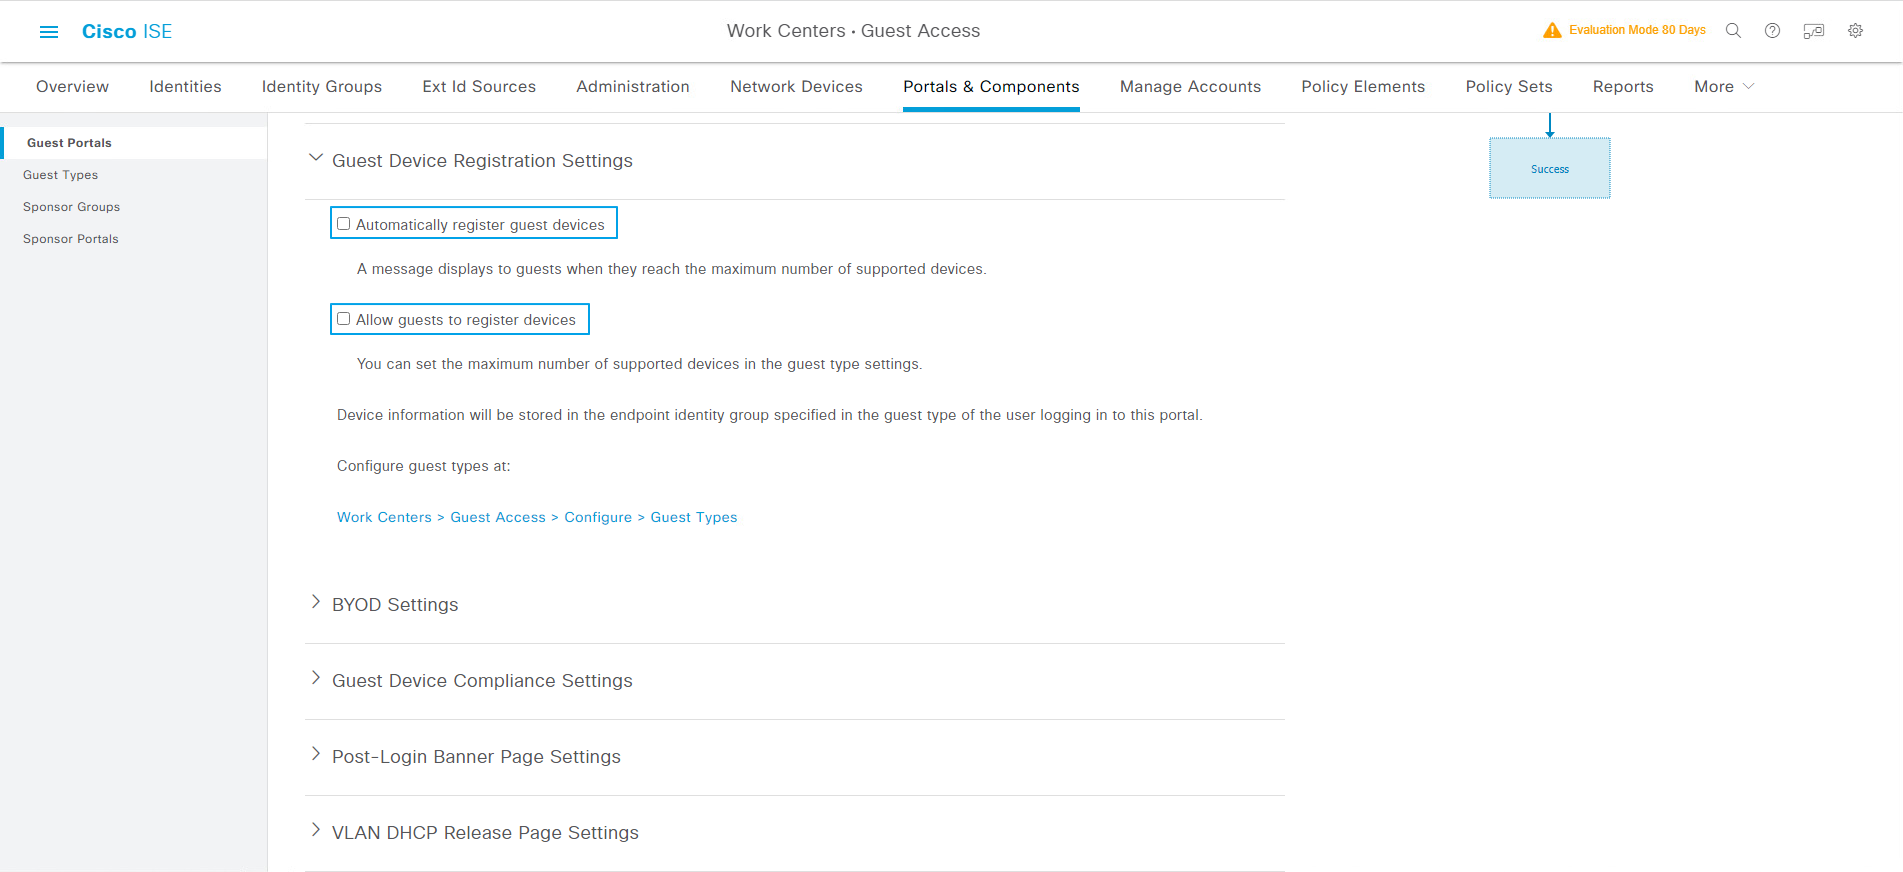 Cisco ISE
Work Centers · Guest Access
Evaluation Mode 80 Days
Overview
Identities
Identity Groups
Ext Id Sources
Administration
Network Devices
Portals & Components
Manage Accounts
Policy Elements
Policy Sets
Reports
More
Guest Portals
Guest Types
Sponsor Groups
Sponsor Portals
Guest Device Registration Settings
Automatically register guest devices
A message displays to guests when they reach the maximum number of supported devices.
Allow guests to register devices
You can set the maximum number of supported devices in the guest type settings.
Device information will be stored in the endpoint identity group specified in the guest type of the user logging in to this portal.
Configure guest types at:
Work Centers > Guest Access > Configure > Guest Types
BYOD Settings
Guest Device Compliance Settings
Post-Login Banner Page Settings
VLAN DHCP Release Page Settings
Success